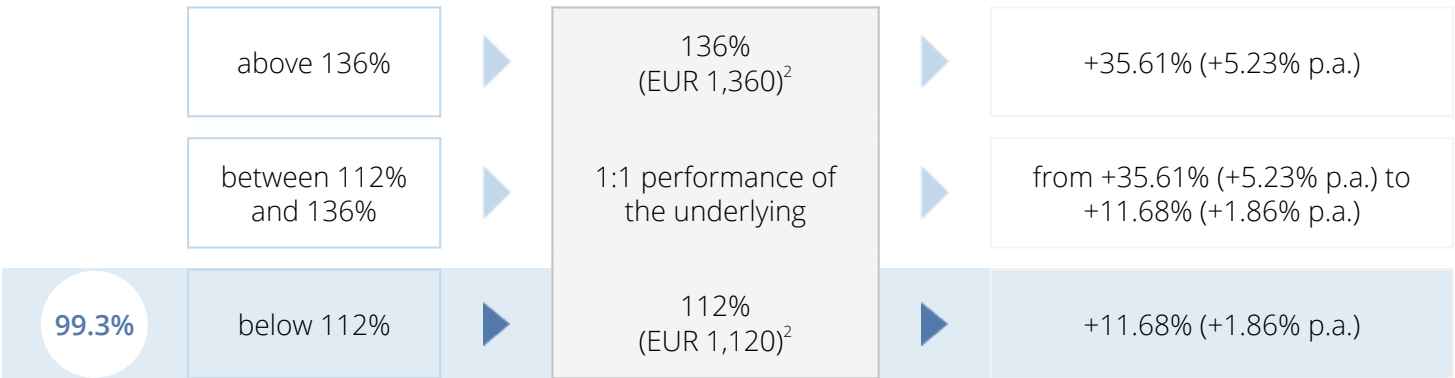 above 136%
136%
(EUR 1,360)2
+35.61% (+5.23% p.a.)
between 112%
and 136%
1:1 performance of
the underlying
from +35.61% (+5.23% p.a.) to
+11.68% (+1.86% p.a.)
99.3%
below 112%
112%
(EUR 1,120)2
+11.68% (+1.86% p.a.)